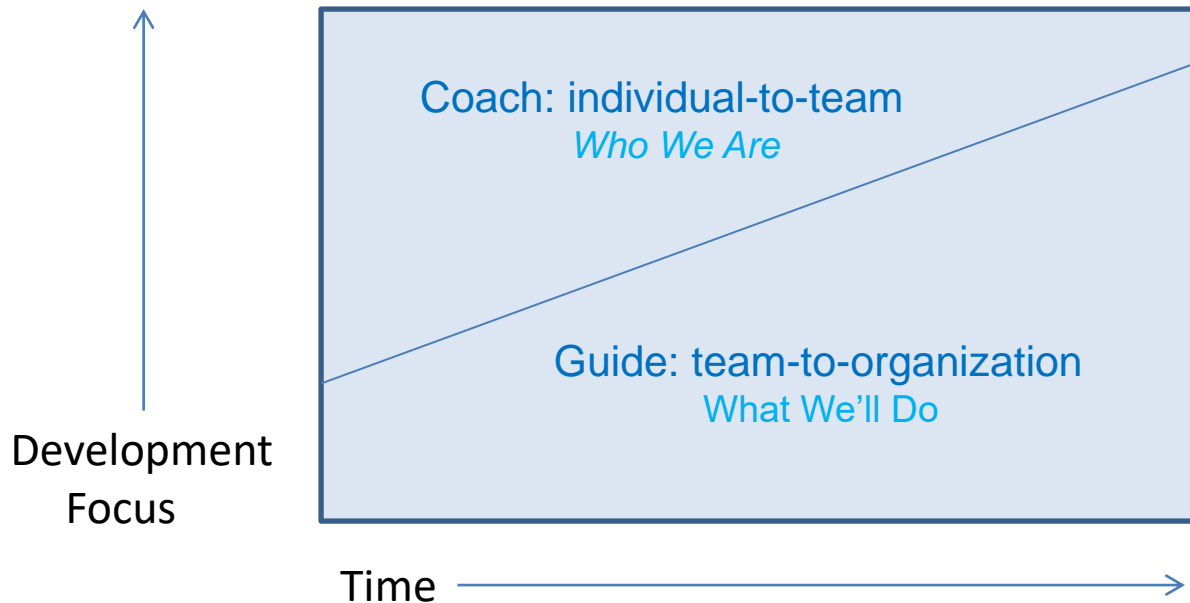 Coach: individual-to-team
Who We Are
Guide: team-to-organization
What We’ll Do
Development
Focus
Time